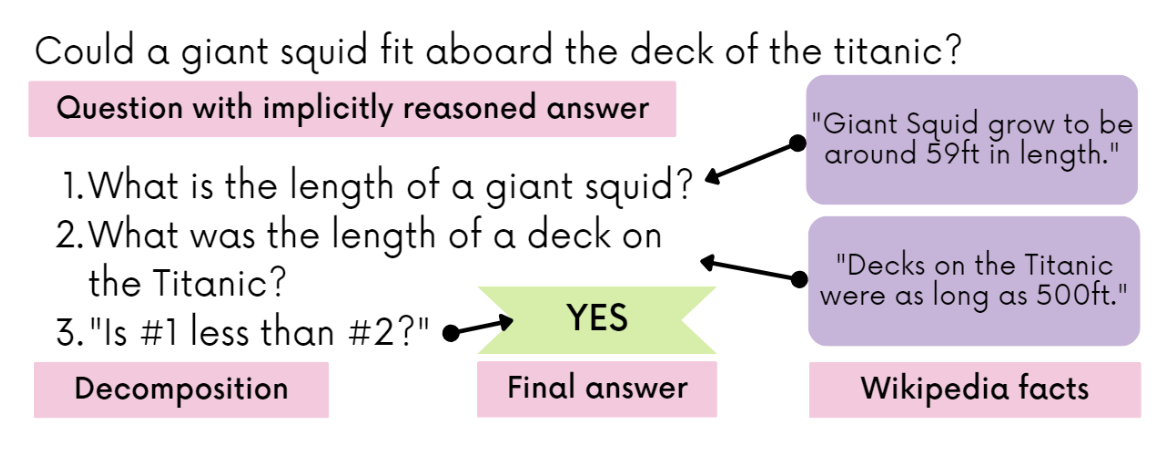 Could a giant squid fit aboard the deck of the titanic?
Question with implicitly reasoned answer
1.What is the length of a giant squid?
2.What was the length of a deck on
the Titanic?
3."Is #1 less than #2?"
YES
"Giant Squid grow to be
around 59ft in length."
"Decks on the Titanic
were as long as 500ft."
Decomposition
Final answer
Wikipedia facts